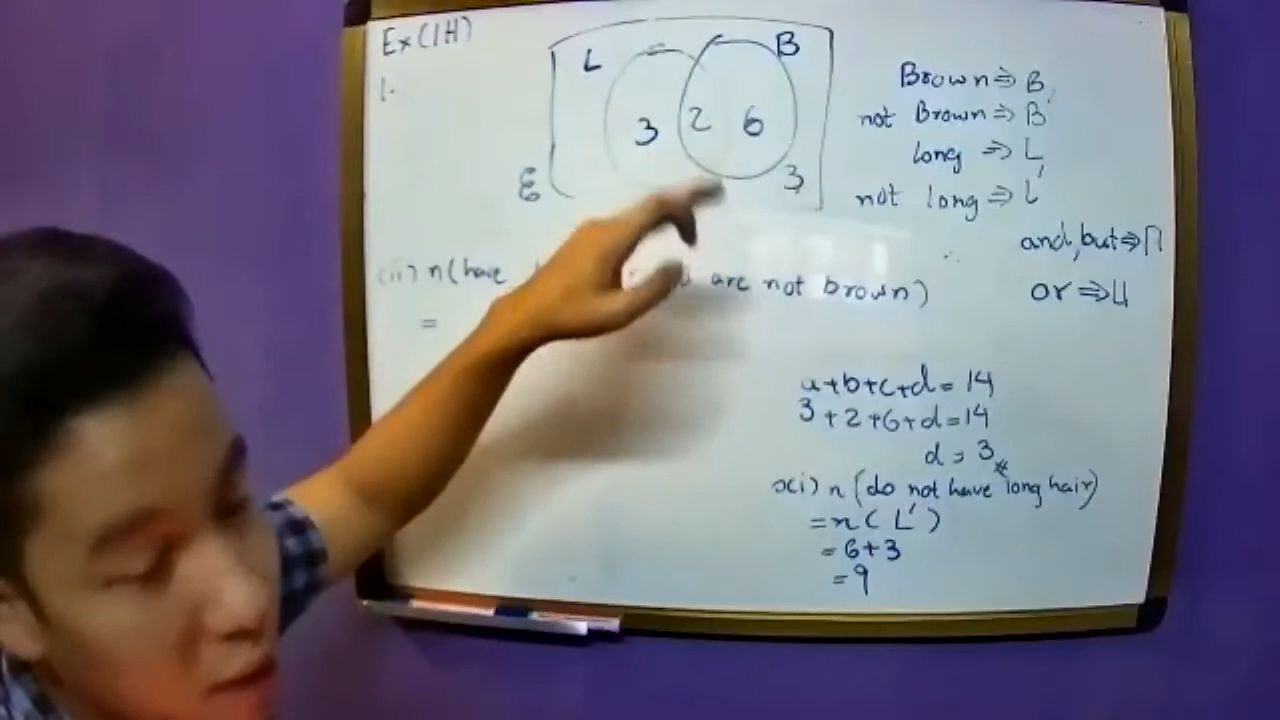 Ex(1H)
1.
L
B
3 2 6
3
ε
Brown ⇒ B
not Brown ⇒ B'
long ⇒ L
not long ⇒ L'
and, but ⇒ ∩
or ⇒ ∪
(ii) n(have
are not brown)
=
a+b+c+d=14
3+2+6+d=14
d = 3
xi) n (do not have long hair)
= n( L' )
= 6+3
= 9